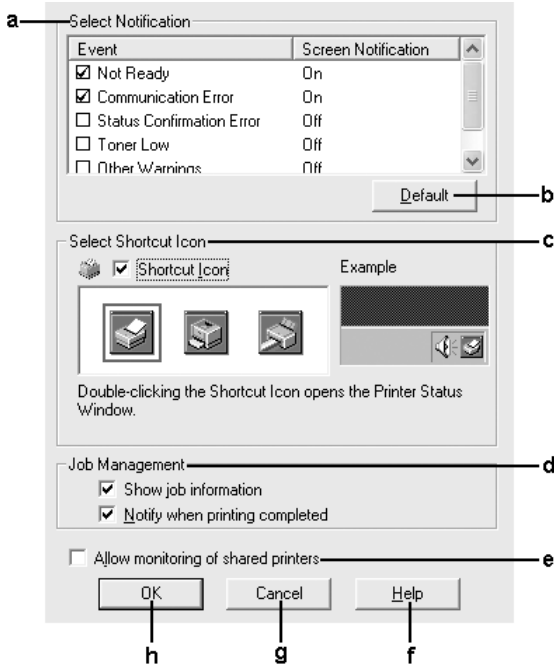 a
Select Notification
Event Screen Notification
Not Ready On
Communication Error On
Status Confirmation Error Off
Toner Low Off
Other Warnings Off
Default b
Select Shortcut Icon c
Shortcut Icon Example
Double-clicking the Shortcut Icon opens the Printer Status
Window.
Job Management d
Show job information
Notify when printing completed
Allow monitoring of shared printers e
OK Cancel Help
h g f